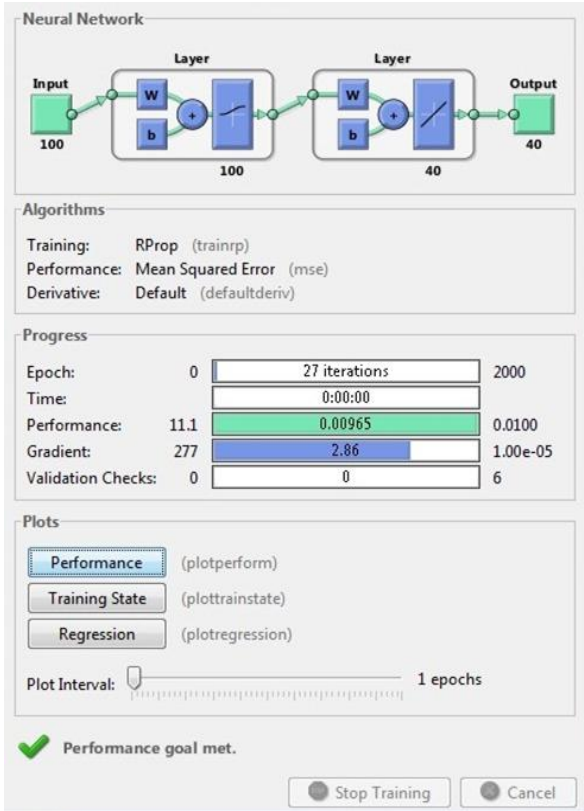 Neural Network
Layer Layer
Input Output
W W
+ +
b b
100 40
100 40
Algorithms
Training: RProp (trainrp)
Performance: Mean Squared Error (mse)
Derivative: Default (defaultderiv)
Progress
Epoch: 0 27 iterations 2000
Time: 0:00:00
Performance: 11.1 0.00965 0.0100
Gradient: 277 2.86 1.00e-05
Validation Checks: 0 0 6
Plots
Performance (plotperform)
Training State (plottrainstate)
Regression (plotregression)
Plot Interval: 1 epochs
Performance goal met.
Stop Training Cancel